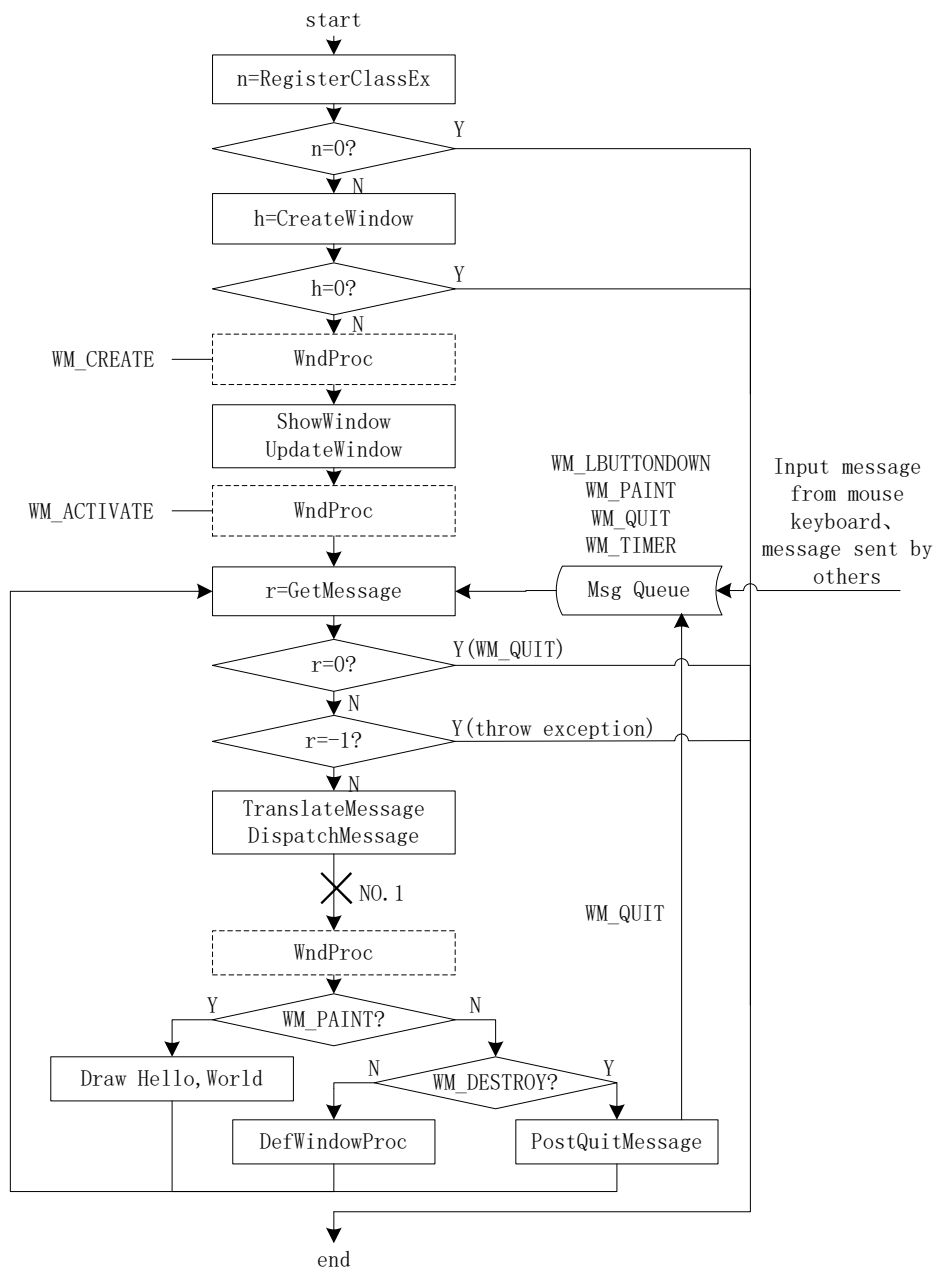 start
n=RegisterClassEx
n=0?
Y
N
h=CreateWindow
h=0?
Y
N
WM_CREATE
WndProc
ShowWindow
UpdateWindow
WM_ACTIVATE
WndProc
WM_LBUTTONDOWN
WM_PAINT
WM_QUIT
WM_TIMER
Input message
from mouse
keyboard、
message sent by
others
r=GetMessage
Msg Queue
r=0?
Y(WM_QUIT)
N
r=-1?
Y(throw exception)
N
TranslateMessage
DispatchMessage
NO.1
WM_QUIT
WndProc
WM_PAINT?
Y
N
Draw Hello,World
WM_DESTROY?
N
Y
DefWindowProc
PostQuitMessage
end